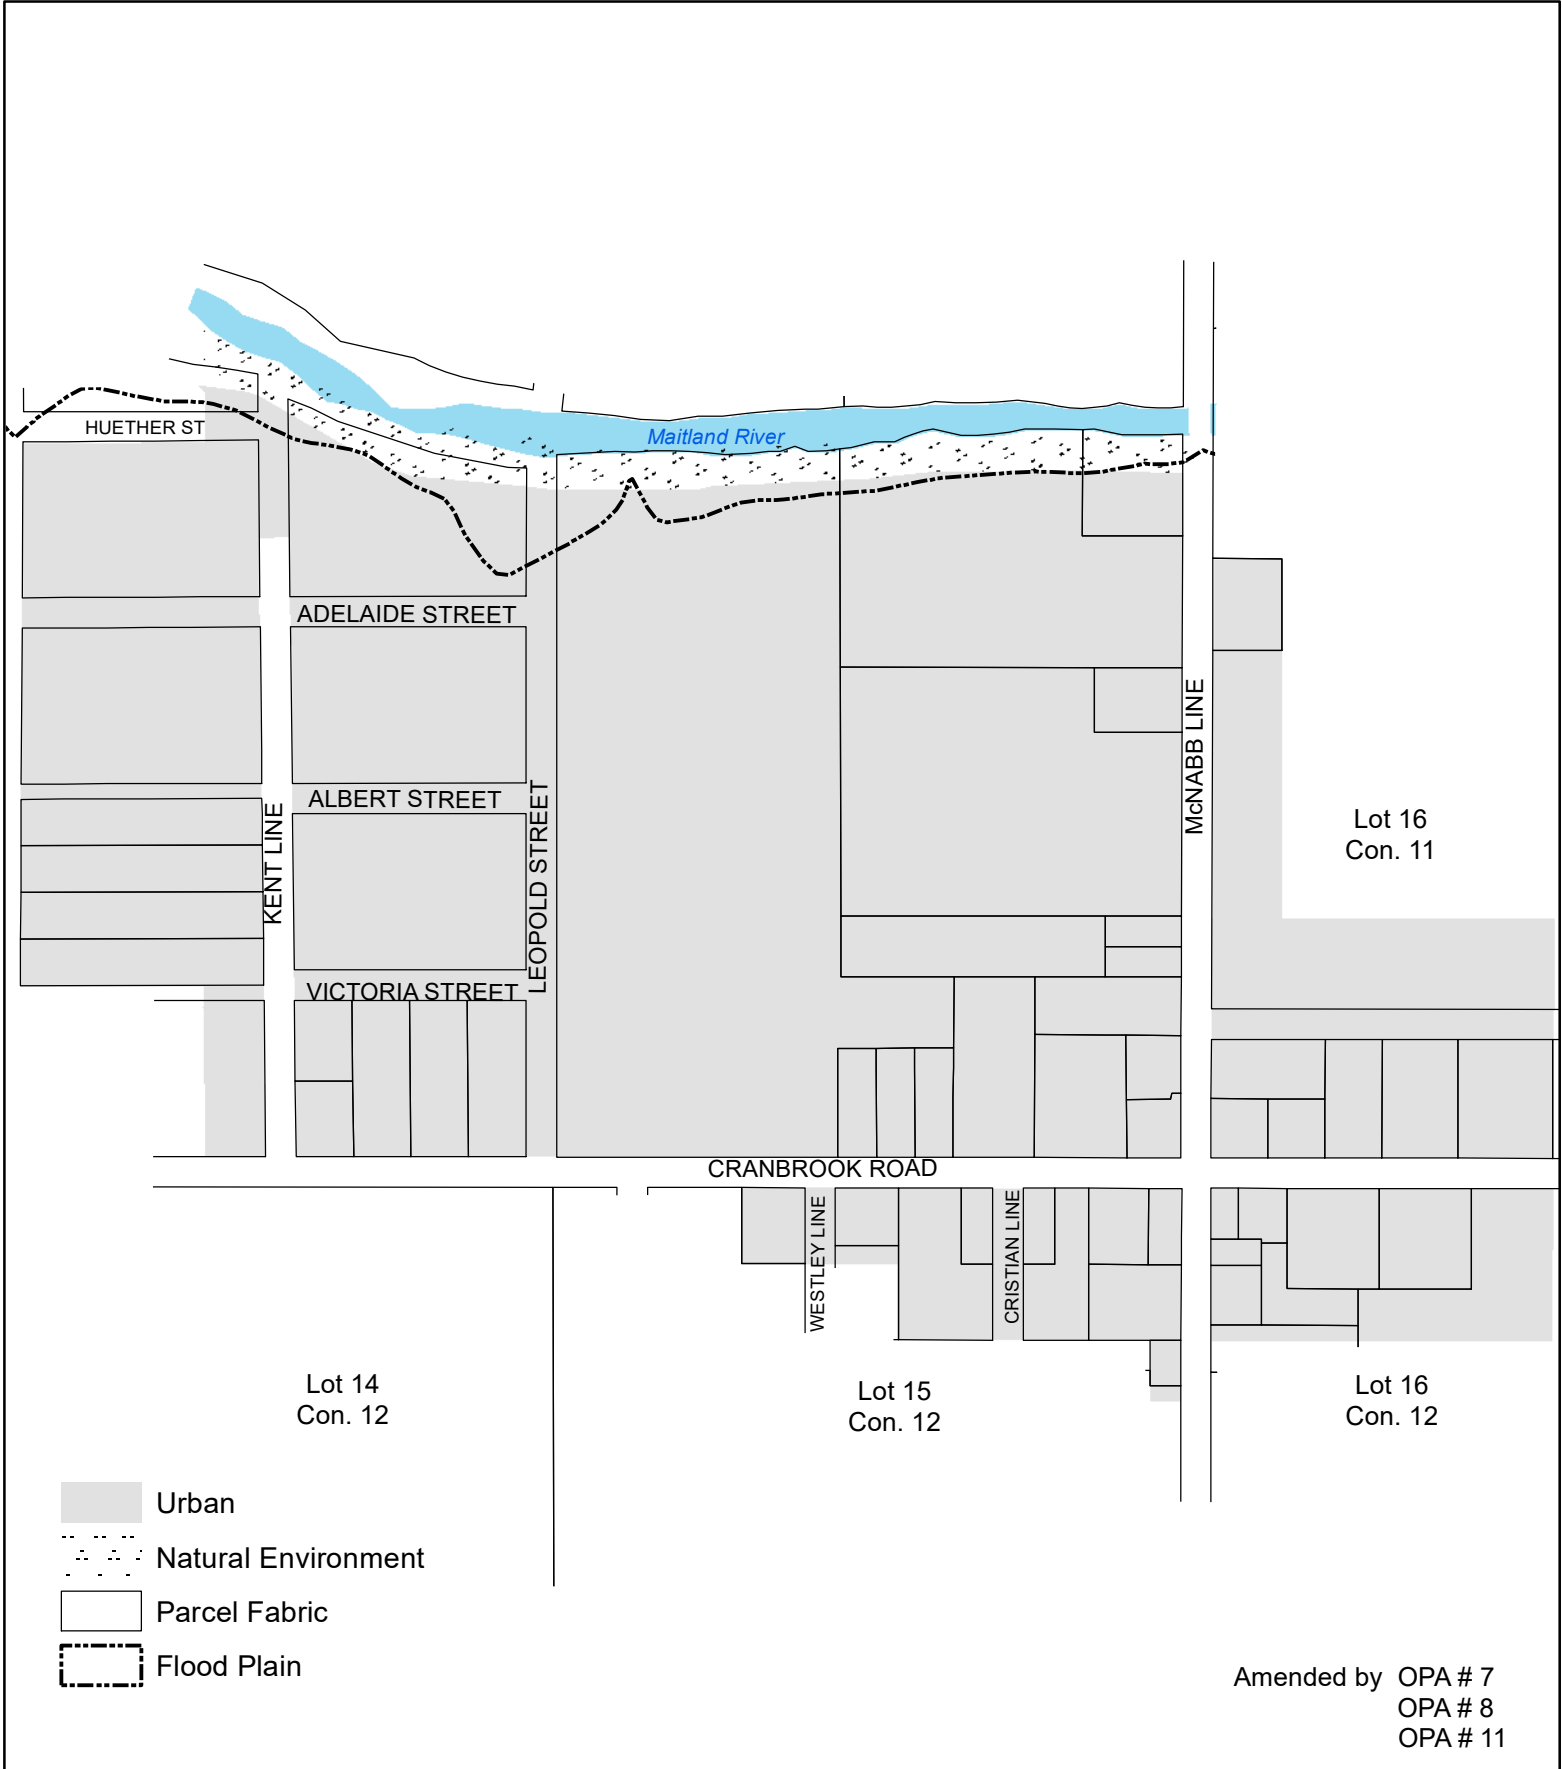 Maitland River
HUETHER ST
ADELAIDE STREET
McNABB LINE
ALBERT STREET
KENT LINE
LEOPOLD STREET
Lot 16
Con. 11
VICTORIA STREET
CRANBROOK ROAD
WESTLEY LINE
CRISTIAN LINE
Lot 14
Con. 12
Lot 15
Con. 12
Lot 16
Con. 12
Urban
Natural Environment
Parcel Fabric
Flood Plain
Amended by OPA # 7
OPA # 8
OPA # 11